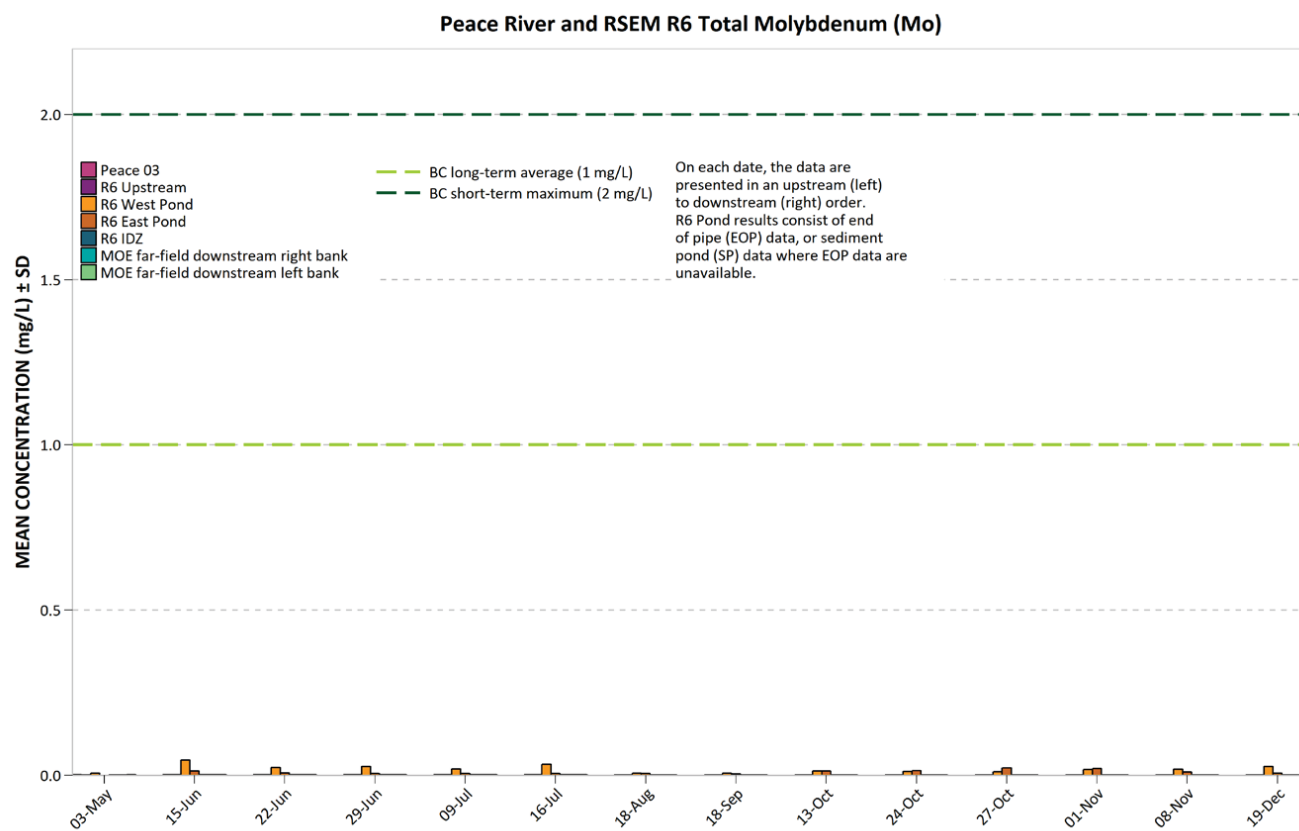 Peace River and RSEM R6 Total Molybdenum (Mo)
MEAN CONCENTRATION (mg/L) ± SD
2.0
1.5
1.0
0.5
0.0
Peace 03
R6 Upstream
R6 West Pond
R6 East Pond
R6 IDZ
MOE far-field downstream right bank
MOE far-field downstream left bank
BC long-term average (1 mg/L)
BC short-term maximum (2 mg/L)
On each date, the data are
presented in an upstream (left)
to downstream (right) order.
R6 Pond results consist of end
of pipe (EOP) data, or sediment
pond (SP) data where EOP data are
unavailable.
03-May
15-Jun
22-Jun
29-Jun
09-Jul
16-Jul
18-Aug
18-Sep
13-Oct
24-Oct
27-Oct
01-Nov
08-Nov
19-Dec